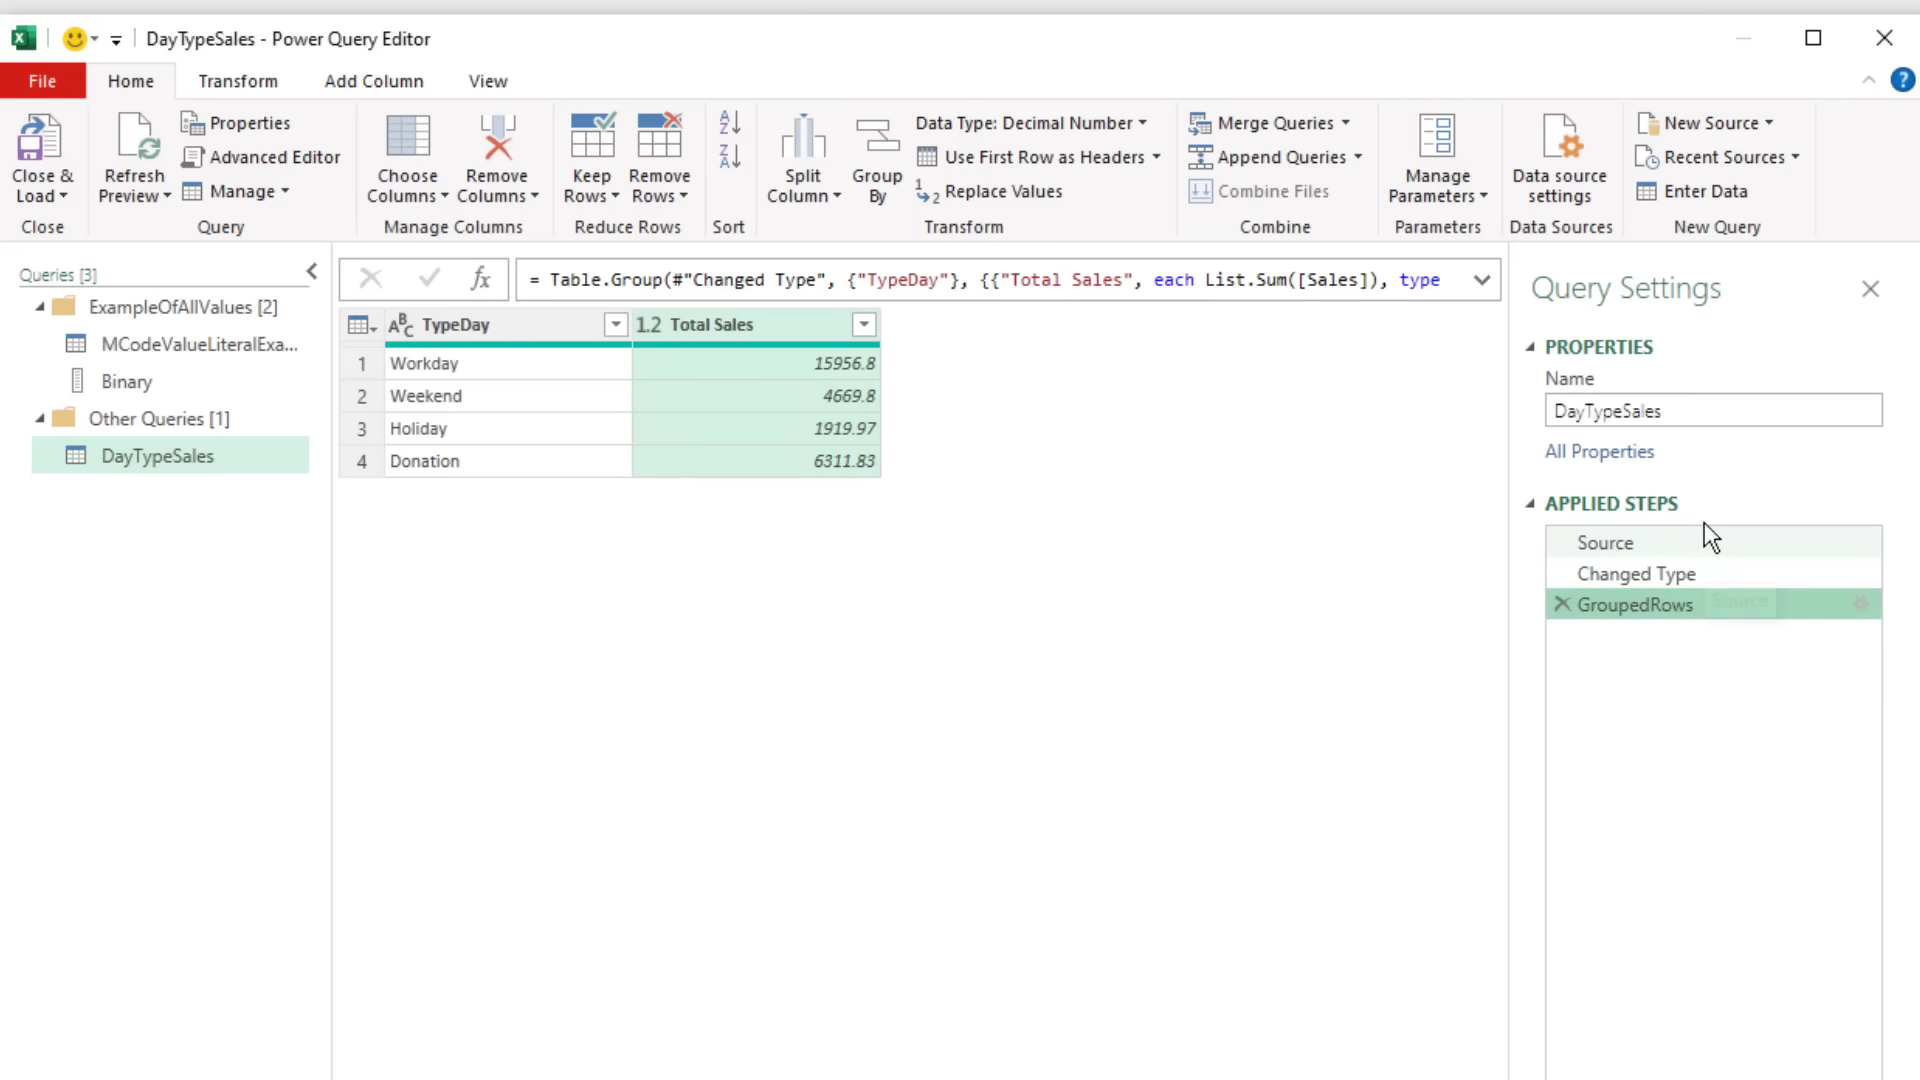 DayTypeSales - Power Query Editor
File Home Transform Add Column View
Close & Load
Close
Refresh Preview
Properties
Advanced Editor
Manage
Query
Choose Columns
Remove Columns
Manage Columns
Keep Rows
Remove Rows
Reduce Rows
Sort
Split Column
Group By
Data Type: Decimal Number
Use First Row as Headers
Replace Values
Transform
Merge Queries
Append Queries
Combine Files
Combine
Manage Parameters
Parameters
Data source settings
Data Sources
New Source
Recent Sources
Enter Data
New Query
Queries [3]
ExampleOfAllValues [2]
MCodeValueLiteralExa...
Binary
Other Queries [1]
DayTypeSales
fx = Table.Group(#"Changed Type", {"TypeDay"}, {{"Total Sales", each List.Sum([Sales]), type
ABC TypeDay 1.2 Total Sales
1 Workday 15956.8
2 Weekend 4669.8
3 Holiday 1919.97
4 Donation 6311.83
Query Settings
PROPERTIES
Name
DayTypeSales
All Properties
APPLIED STEPS
Source
Changed Type
GroupedRows Source